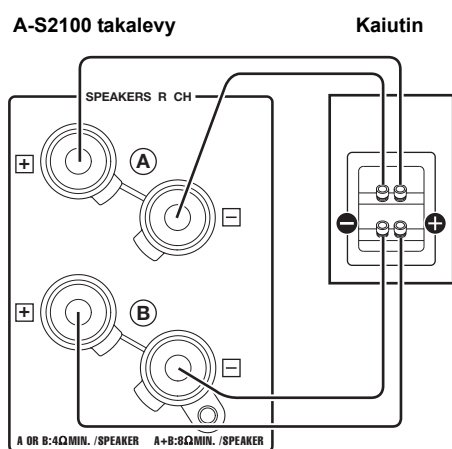 A-S2100 takalevy
Kaiutin
SPEAKERS R CH
+
A
−
+
B
−
− +
A OR B:4ΩMIN. /SPEAKER A+B:8ΩMIN. /SPEAKER